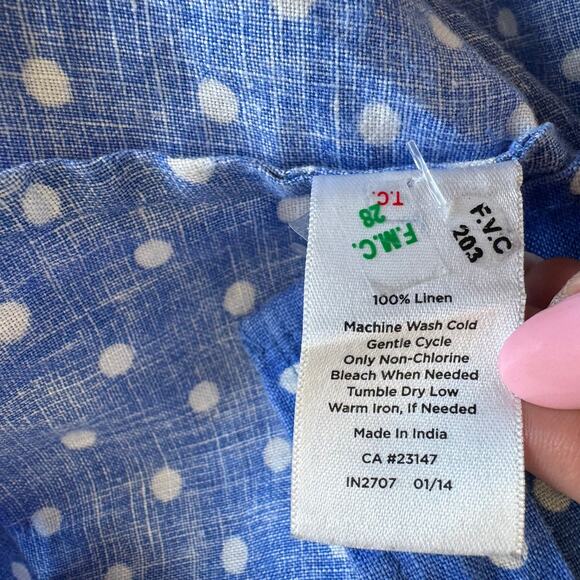 T.C.
F.M.C.
28
F.V.C
203
100% Linen
Machine Wash Cold
Gentle Cycle
Only Non-Chlorine
Bleach When Needed
Tumble Dry Low
Warm Iron, If Needed
Made In India
CA #23147
IN2707 01/14